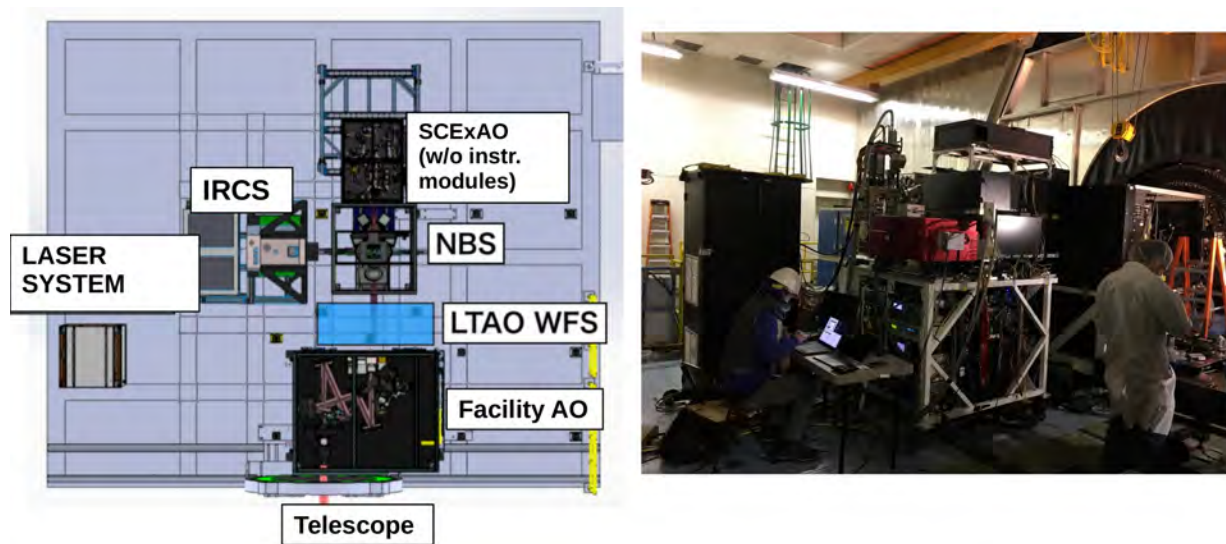 SCExAO
(w/o instr.
modules)
IRCS
NBS
LASER
SYSTEM
LTAO WFS
Facility AO
Telescope